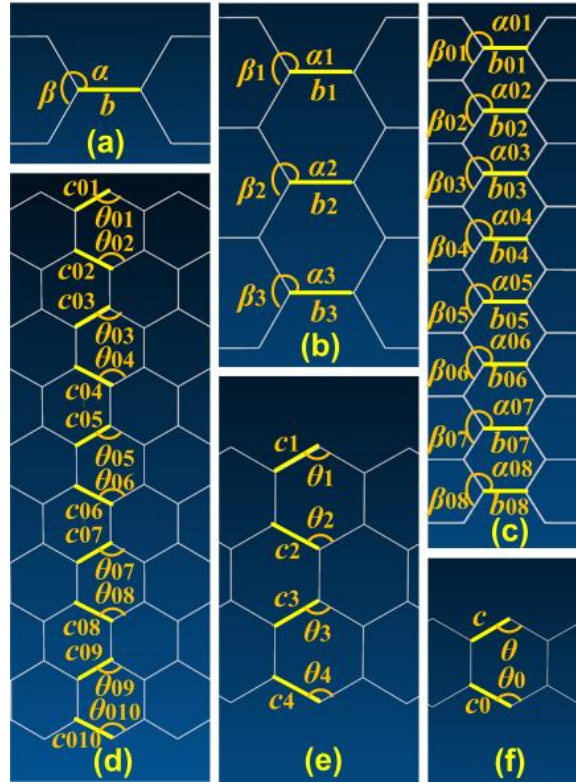 α
β
b
(a)
α1
β1
b1
α2
β2
b2
α3
β3
b3
(b)
α01
β01
b01
α02
β02
b02
α03
β03
b03
α04
β04
b04
α05
β05
b05
α06
β06
b06
α07
β07
b07
α08
β08
b08
(c)
c01
θ01
θ02
c02
c03
θ03
θ04
c04
c05
θ05
θ06
c06
c07
θ07
θ08
c08
c09
θ09
θ010
c010
(d)
c1
θ1
θ2
c2
c3
θ3
θ4
c4
(e)
c
θ
θ0
c0
(f)